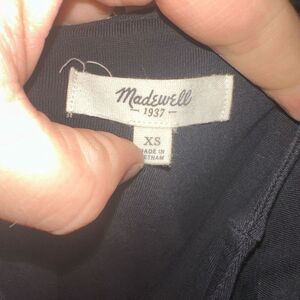 Madewell
- 1937 -
XS
MADE IN
ETNAM